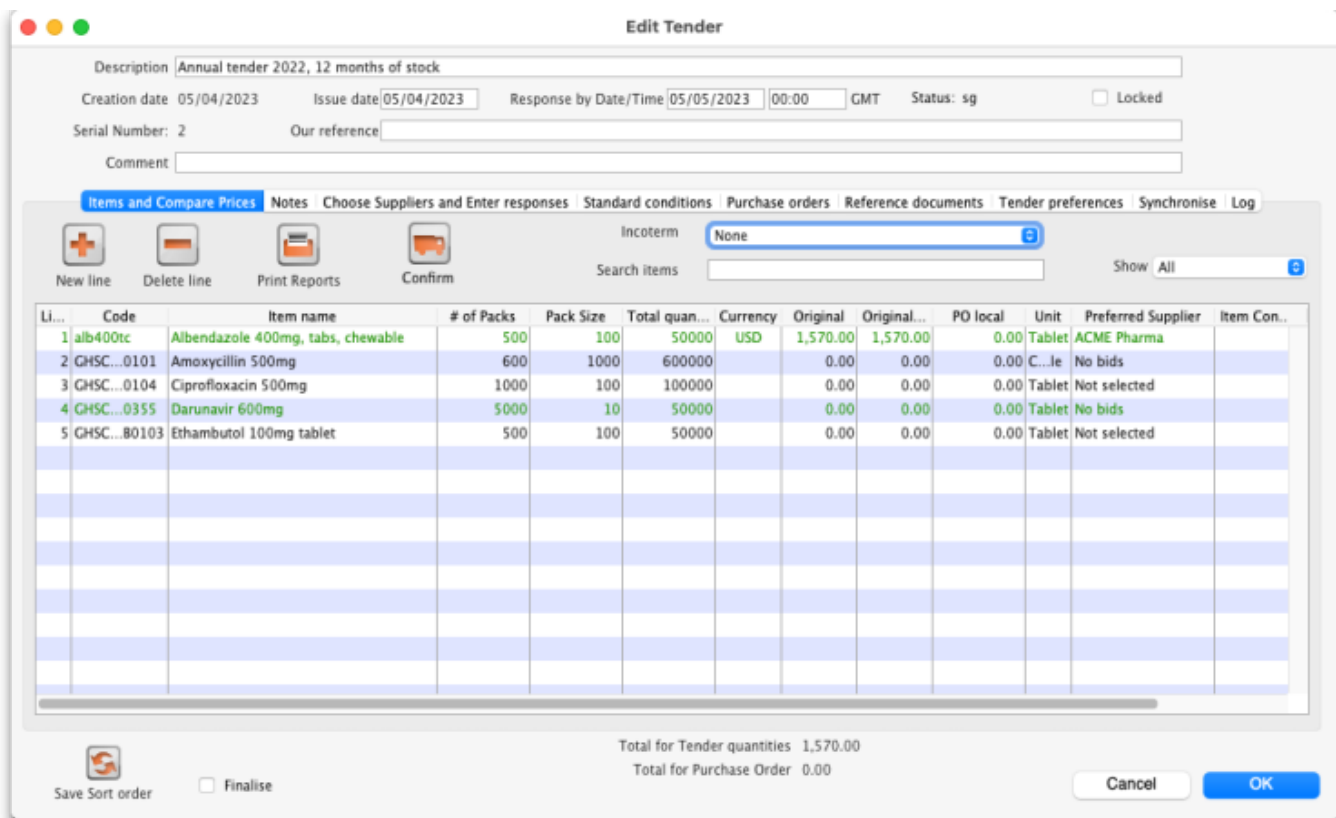 Edit Tender
Description Annual tender 2022, 12 months of stock
Creation date 05/04/2023 Issue date 05/04/2023 Response by Date/Time 05/05/2023 00:00 GMT Status: sg Locked
Serial Number: 2 Our reference
Comment
Items and Compare Prices Notes Choose Suppliers and Enter responses Standard conditions Purchase orders Reference documents Tender preferences Synchronise Log
Incoterm None
New line Delete line Print Reports Confirm Search items Show All
Li... Code Item name # of Packs Pack Size Total quan... Currency Original Original... PO local Unit Preferred Supplier Item Con..
1 alb400tc Albendazole 400mg, tabs, chewable 500 100 50000 USD 1,570.00 1,570.00 0.00 Tablet ACME Pharma
2 GHSC...0101 Amoxycillin 500mg 600 1000 600000 0.00 0.00 0.00 C...le No bids
3 GHSC...0104 Ciprofloxacin 500mg 1000 100 100000 0.00 0.00 0.00 Tablet Not selected
4 GHSC...0355 Darunavir 600mg 5000 10 50000 0.00 0.00 0.00 Tablet No bids
5 GHSC...80103 Ethambutol 100mg tablet 500 100 50000 0.00 0.00 0.00 Tablet Not selected
Total for Tender quantities 1,570.00
Total for Purchase Order 0.00
Save Sort order Finalise Cancel OK